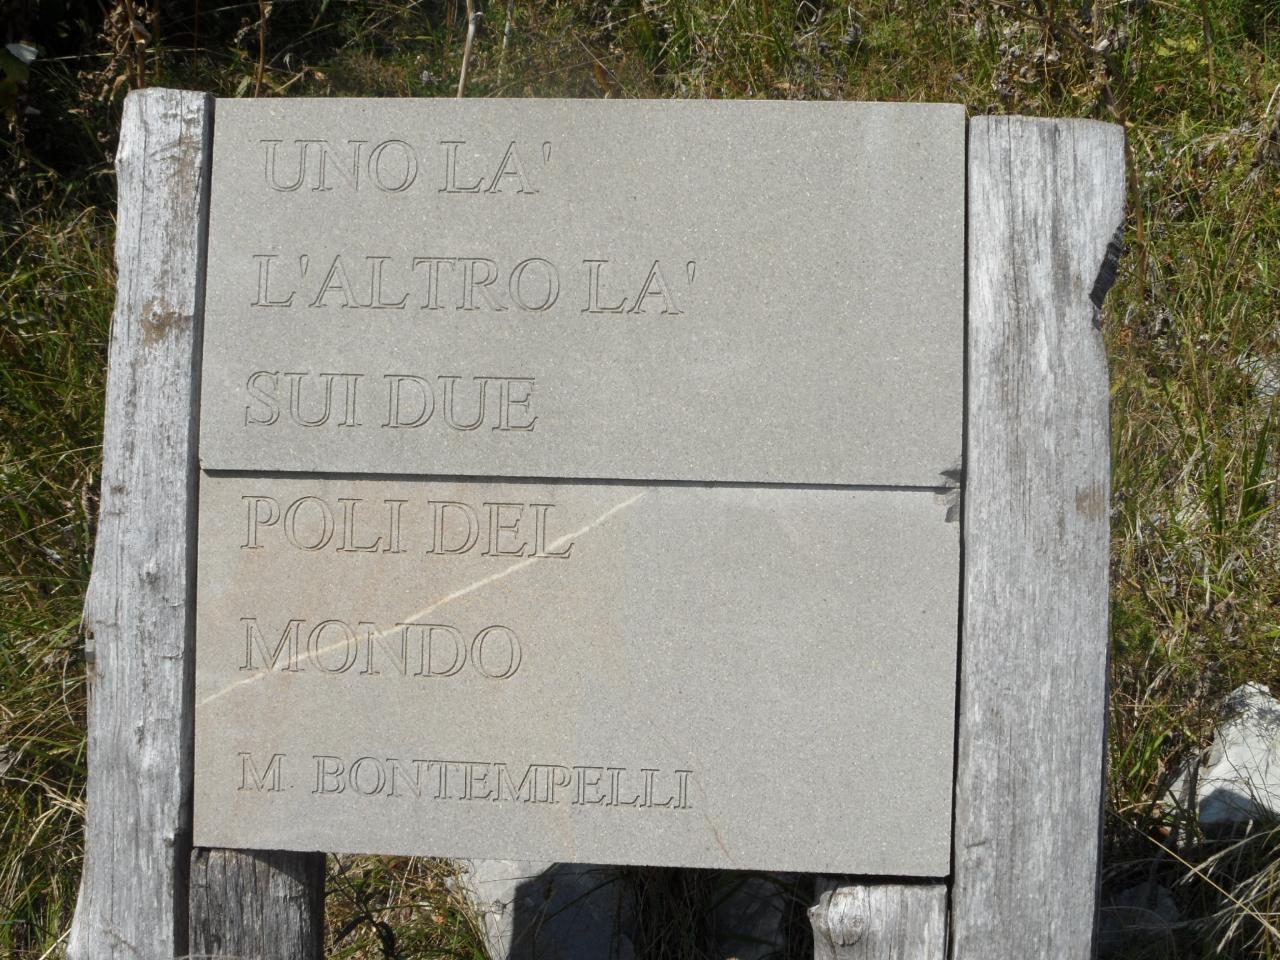 UNO LA'
L'ALTRO LA'
SUI DUE
POLI DEL
MONDO
M. BONTEMPELLI